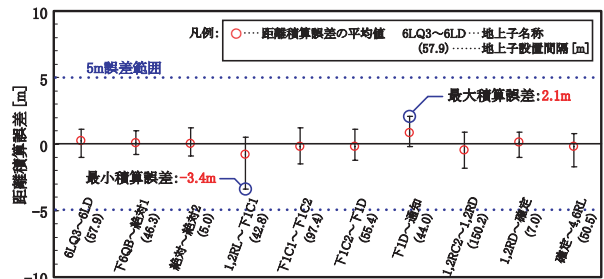 10
5
0
−5
−10
距離積算誤差 [m]
凡例:
距離積算誤差の平均値
6LQ3～6LD……地上子名称
(57.9)……地上子設置間隔 [m]
5m誤差範囲
最大積算誤差:2.1m
最小積算誤差:-3.4m
6LQ3～6LD
(57.9)
下6QB～絶対1
(46.3)
絶対～絶対2
(5.0)
1,2RL～下1C1
(42.8)
下1C1～下1C2
(97.4)
下1C2～下1D
(55.4)
下1D～通知
(44.0)
1,2RC2～1,2RD
(150.2)
1,2RD～確定
(7.0)
確定～4,6RL
(50.5)